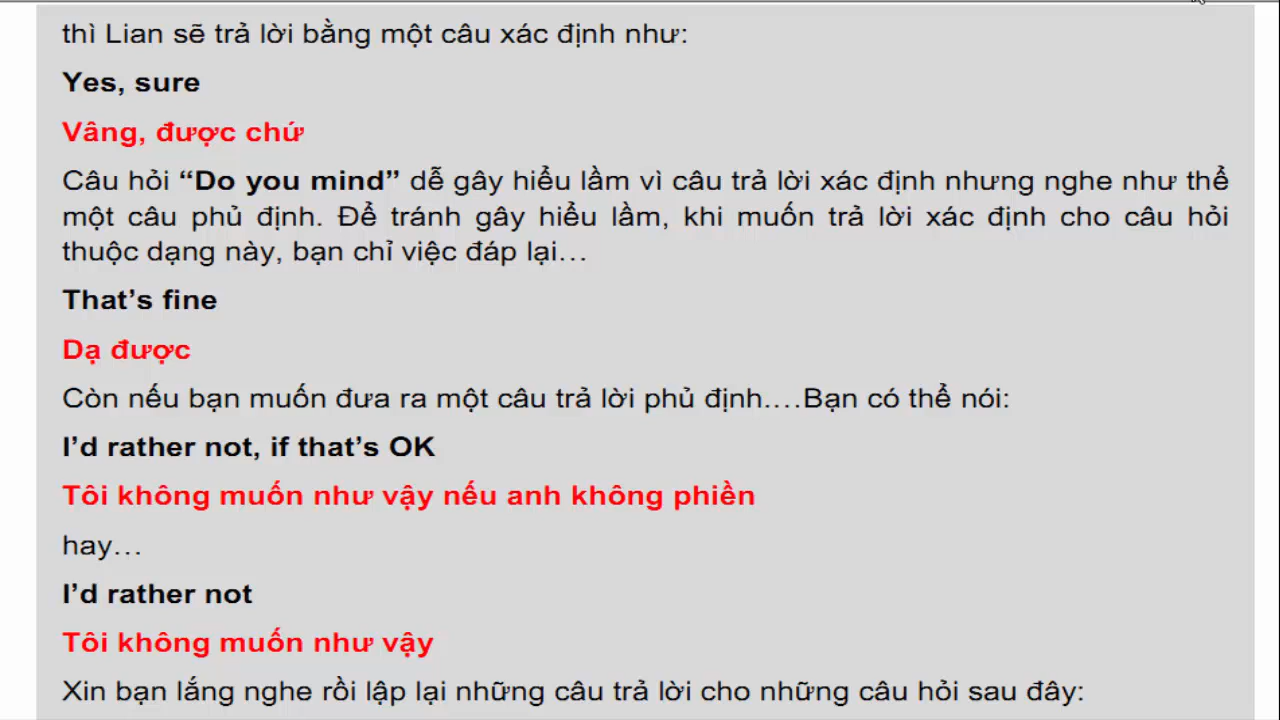 thì Lian sẽ trả lời bằng một câu xác định như:
Yes, sure
Vâng, được chứ
Câu hỏi “Do you mind” dễ gây hiểu lầm vì câu trả lời xác định nhưng nghe như thể
một câu phủ định. Để tránh gây hiểu lầm, khi muốn trả lời xác định cho câu hỏi
thuộc dạng này, bạn chỉ việc đáp lại…
That’s fine
Dạ được
Còn nếu bạn muốn đưa ra một câu trả lời phủ định….Bạn có thể nói:
I’d rather not, if that’s OK
Tôi không muốn như vậy nếu anh không phiền
hay…
I’d rather not
Tôi không muốn như vậy
Xin bạn lắng nghe rồi lập lại những câu trả lời cho những câu hỏi sau đây: